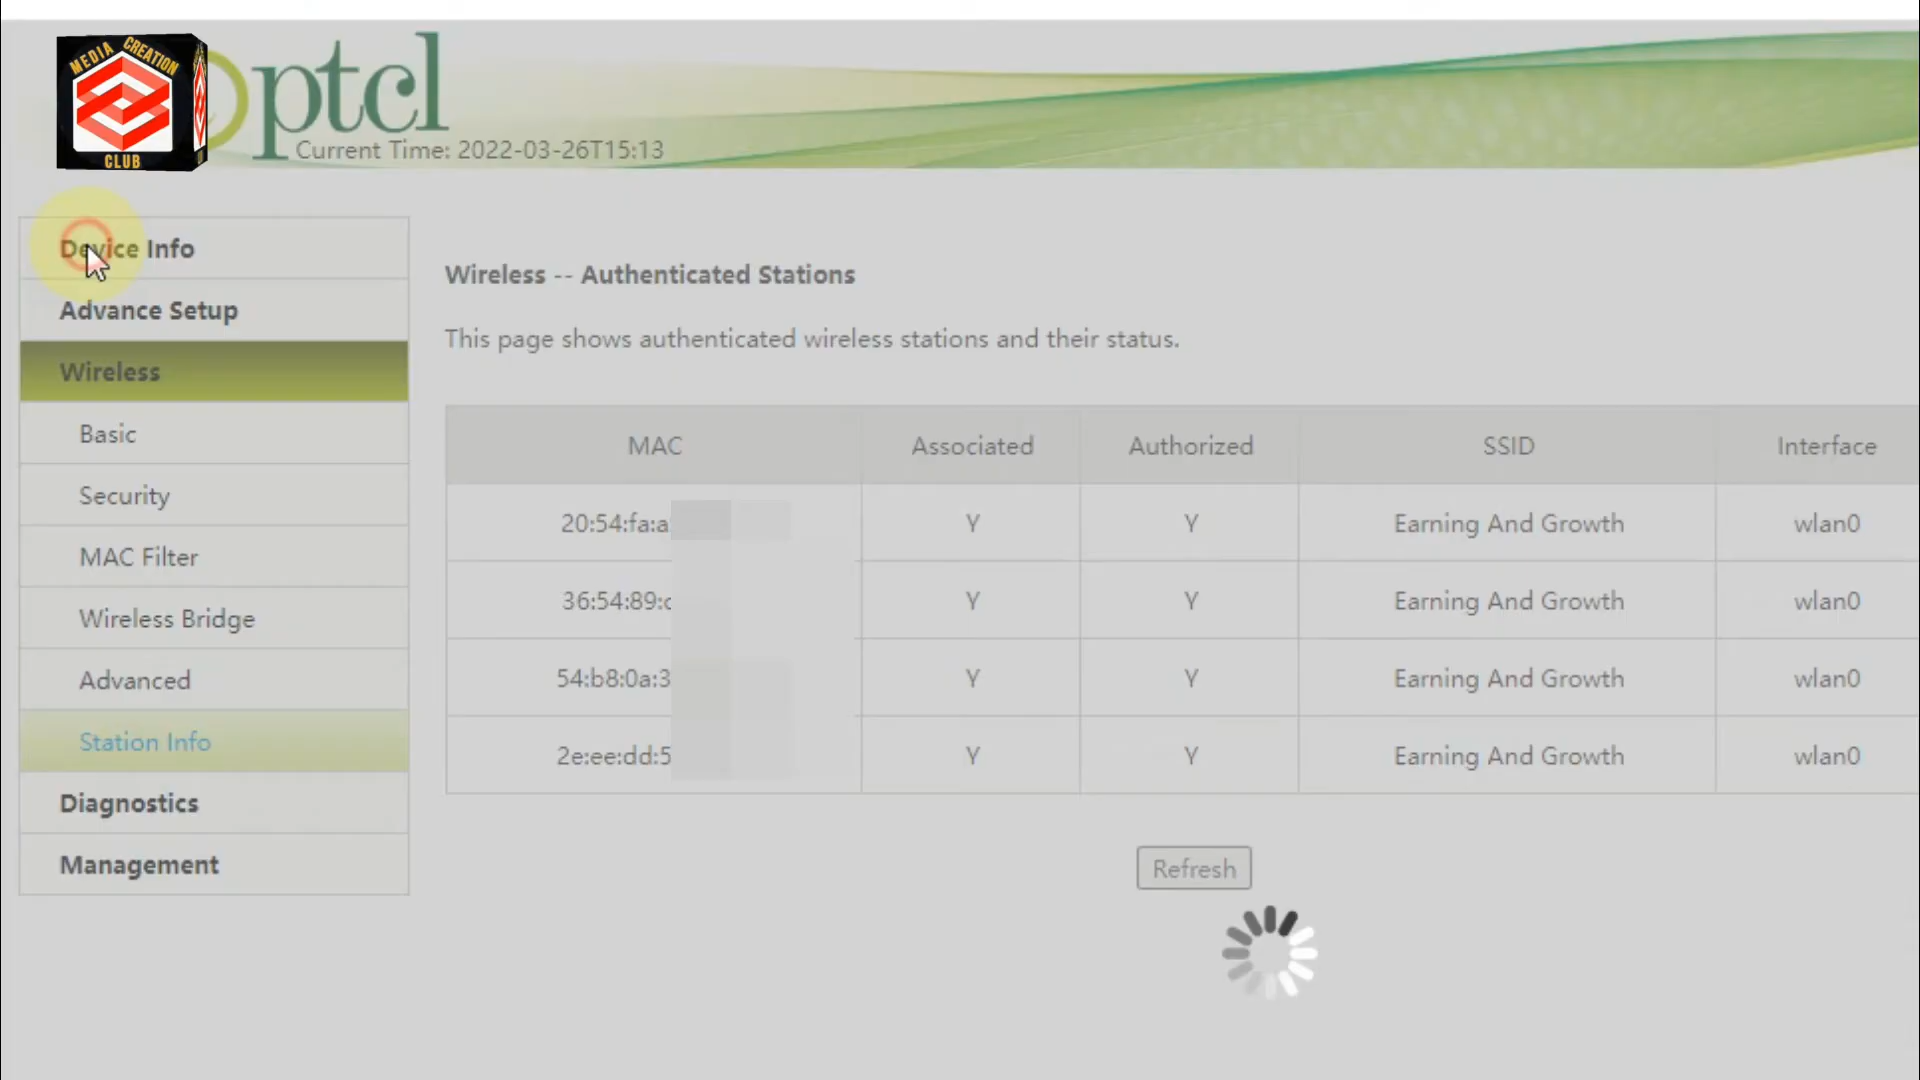 MEDIA CREATION
CLUB
ptcl
Current Time: 2022-03-26T15:13
Device Info
Advance Setup
Wireless
Basic
Security
MAC Filter
Wireless Bridge
Advanced
Station Info
Diagnostics
Management
Wireless -- Authenticated Stations
This page shows authenticated wireless stations and their status.
MAC Associated Authorized SSID Interface
20:54:fa:a Y Y Earning And Growth wlan0
36:54:89: Y Y Earning And Growth wlan0
54:b8:0a:3 Y Y Earning And Growth wlan0
2e:ee:dd:5 Y Y Earning And Growth wlan0
Refresh